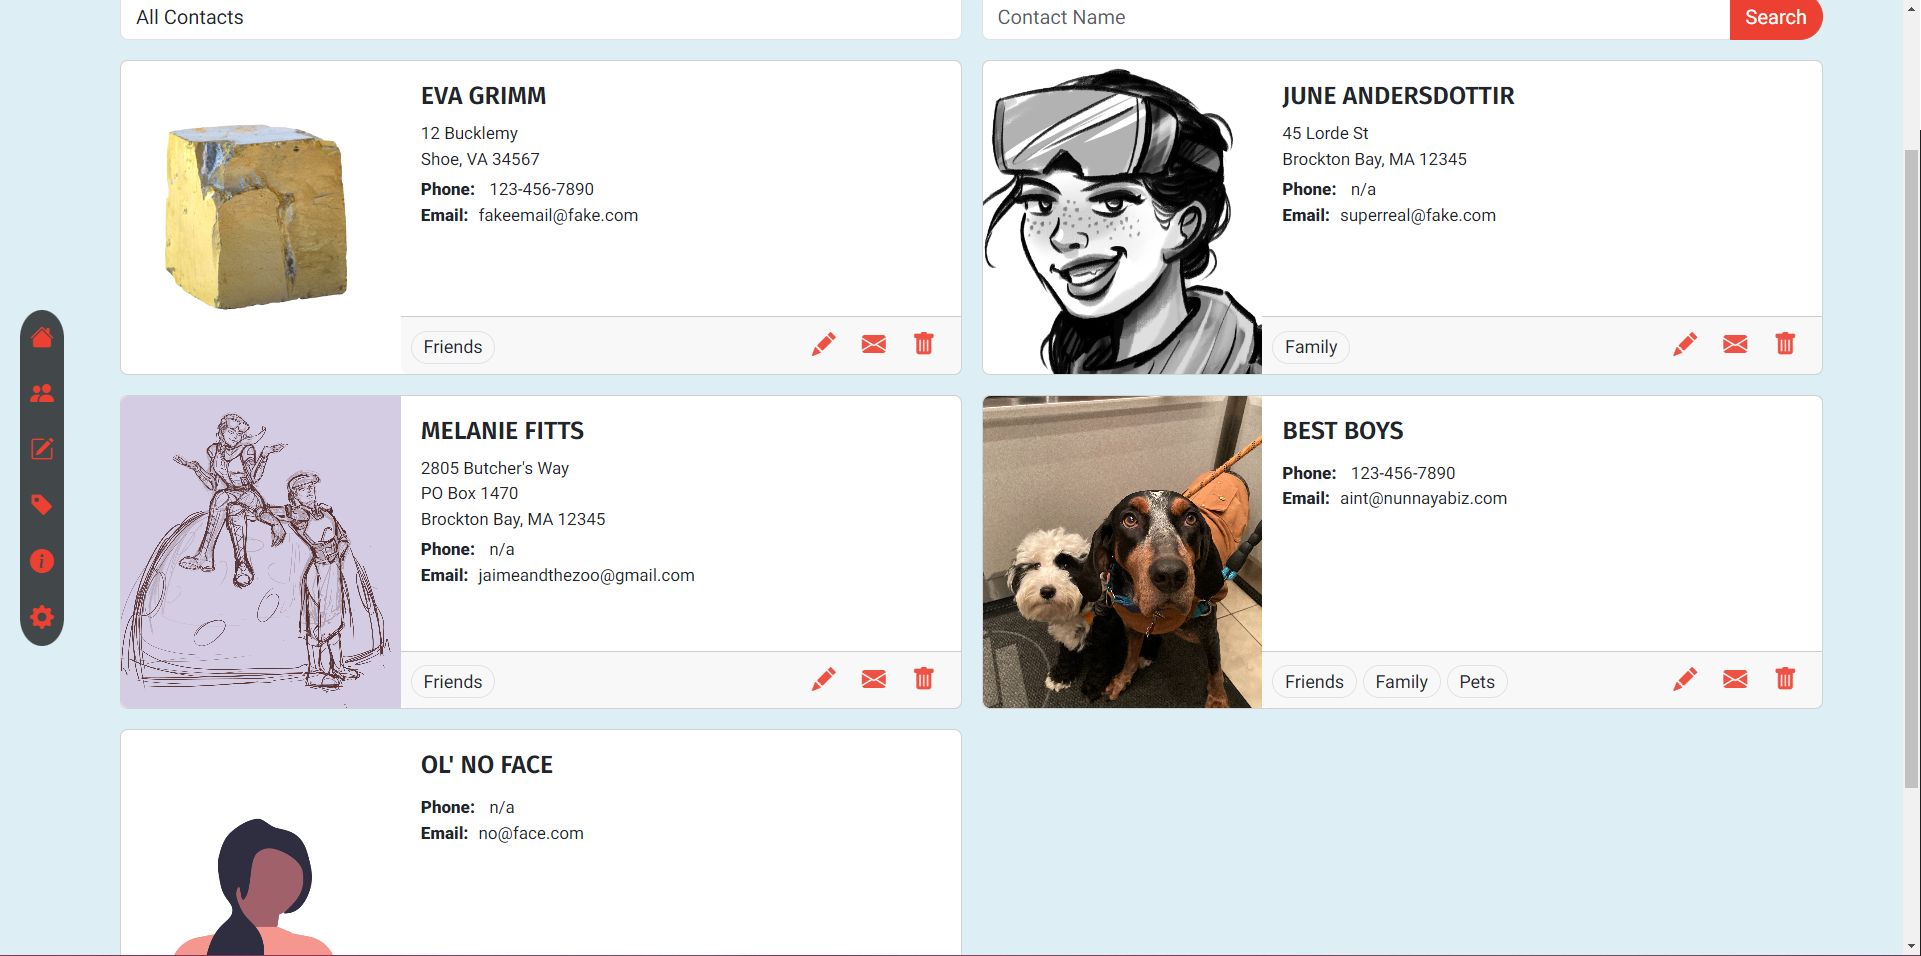 All Contacts
Contact Name
Search
EVA GRIMM
12 Bucklemy
Shoe, VA 34567
Phone: 123-456-7890
Email: fakeemail@fake.com
Friends
JUNE ANDERSDOTTIR
45 Lorde St
Brockton Bay, MA 12345
Phone: n/a
Email: superreal@fake.com
Family
MELANIE FITTS
2805 Butcher's Way
PO Box 1470
Brockton Bay, MA 12345
Phone: n/a
Email: jaimeandthezoo@gmail.com
Friends
BEST BOYS
Phone: 123-456-7890
Email: aint@nunnayabiz.com
Friends Family Pets
OL' NO FACE
Phone: n/a
Email: no@face.com